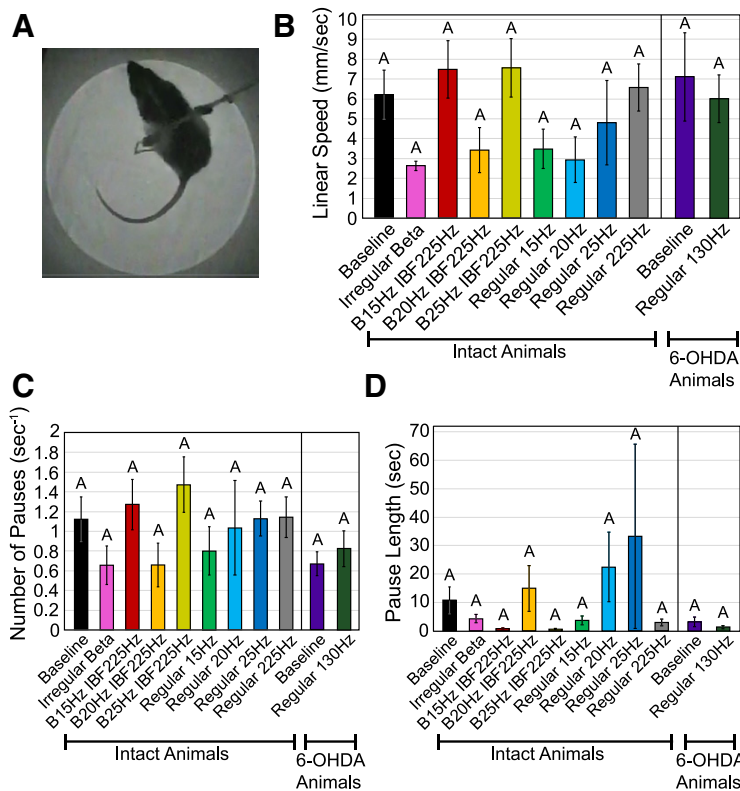 A
B
Linear Speed (mm/sec)
10
9
8
7
6
5
4
3
2
1
0
A
A
A
A
A
A
A
A
A
A
A
Baseline
Irregular Beta
B15Hz IBF225Hz
B20Hz IBF225Hz
B25Hz IBF225Hz
Regular 15Hz
Regular 20Hz
Regular 25Hz
Regular 225Hz
Baseline
Regular 130Hz
Intact Animals
6-OHDA
Animals
C
Number of Pauses (sec⁻¹)
2
1.8
1.6
1.4
1.2
1
0.8
0.6
0.4
0.2
0
A
A
A
A
A
A
A
A
A
A
A
Baseline
Irregular Beta
B15Hz IBF225Hz
B20Hz IBF225Hz
B25Hz IBF225Hz
Regular 15Hz
Regular 20Hz
Regular 25Hz
Regular 225Hz
Baseline
Regular 130Hz
Intact Animals
6-OHDA
Animals
D
Pause Length (sec)
70
60
50
40
30
20
10
0
A
A
A
A
A
A
A
A
A
A
A
Baseline
Irregular Beta
B15Hz IBF225Hz
B20Hz IBF225Hz
B25Hz IBF225Hz
Regular 15Hz
Regular 20Hz
Regular 25Hz
Regular 225Hz
Baseline
Regular 130Hz
Intact Animals
6-OHDA
Animals